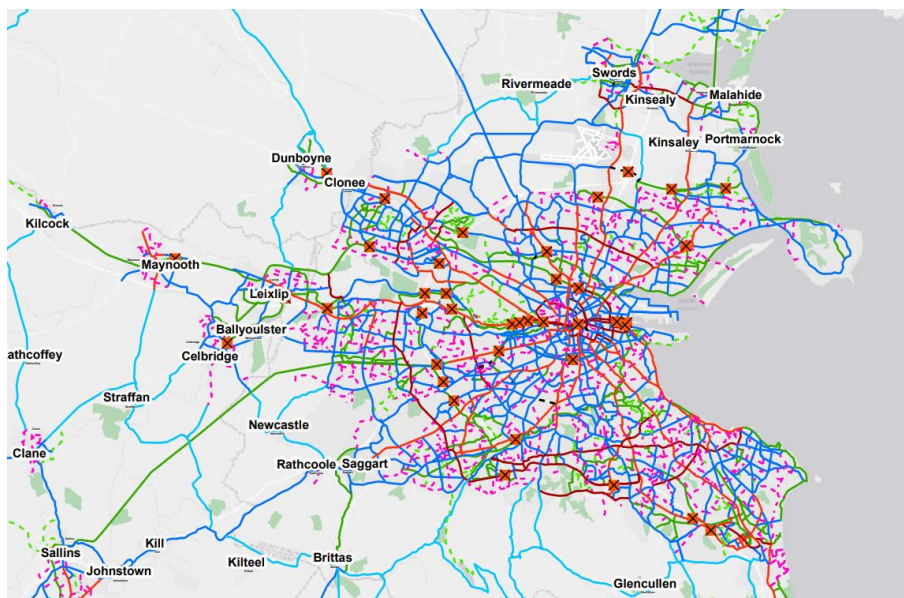 Swords
Rivermeade
Malahide
Kinsealy
Kinsaley
Portmarnock
Dunboyne
Clonee
Kilcock
Maynooth
Leixlip
Ballyoulster
Celbridge
athcoffey
Straffan
Newcastle
Clane
Rathcoole
Saggart
Kill
Sallins
Johnstown
Kilteel
Brittas
Glencullen